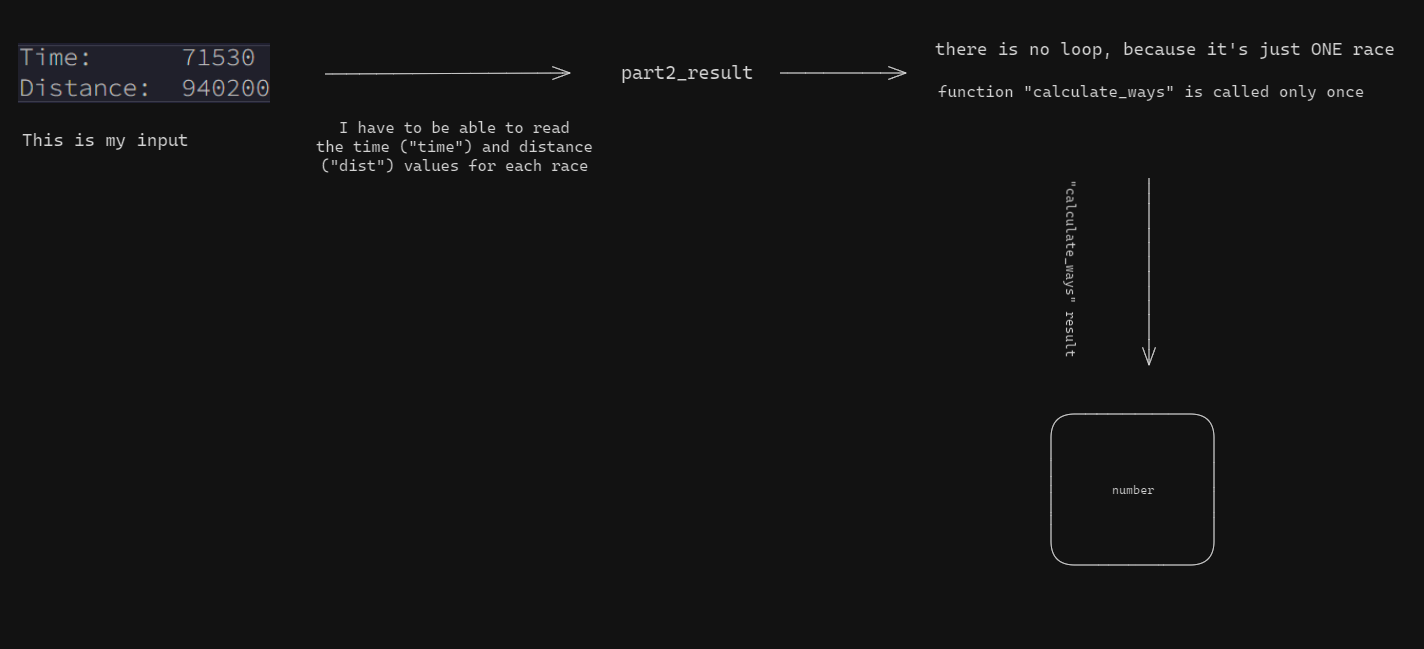 Time: 71530
Distance: 940200
This is my input
I have to be able to read
the time ("time") and distance
("dist") values for each race
part2_result
there is no loop, because it's just ONE race
function "calculate_ways" is called only once
"calculate_ways" result
number